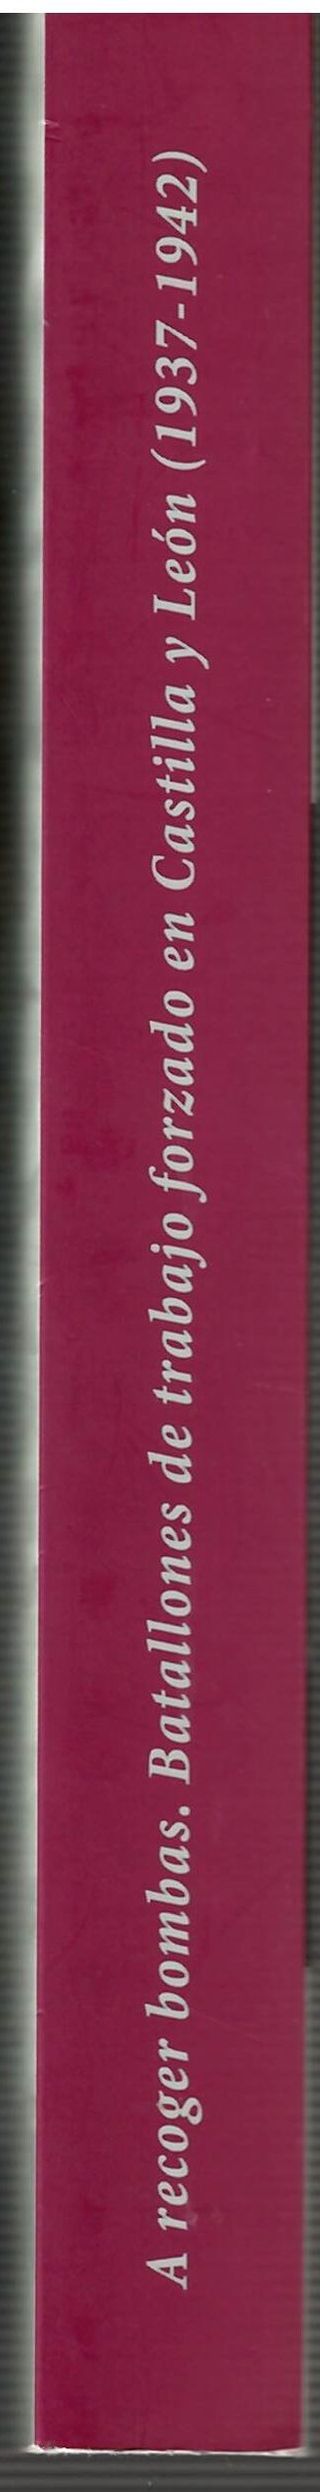 A recoger bombas. Batallones de trabajo forzado en Castilla y León (1937-1942)